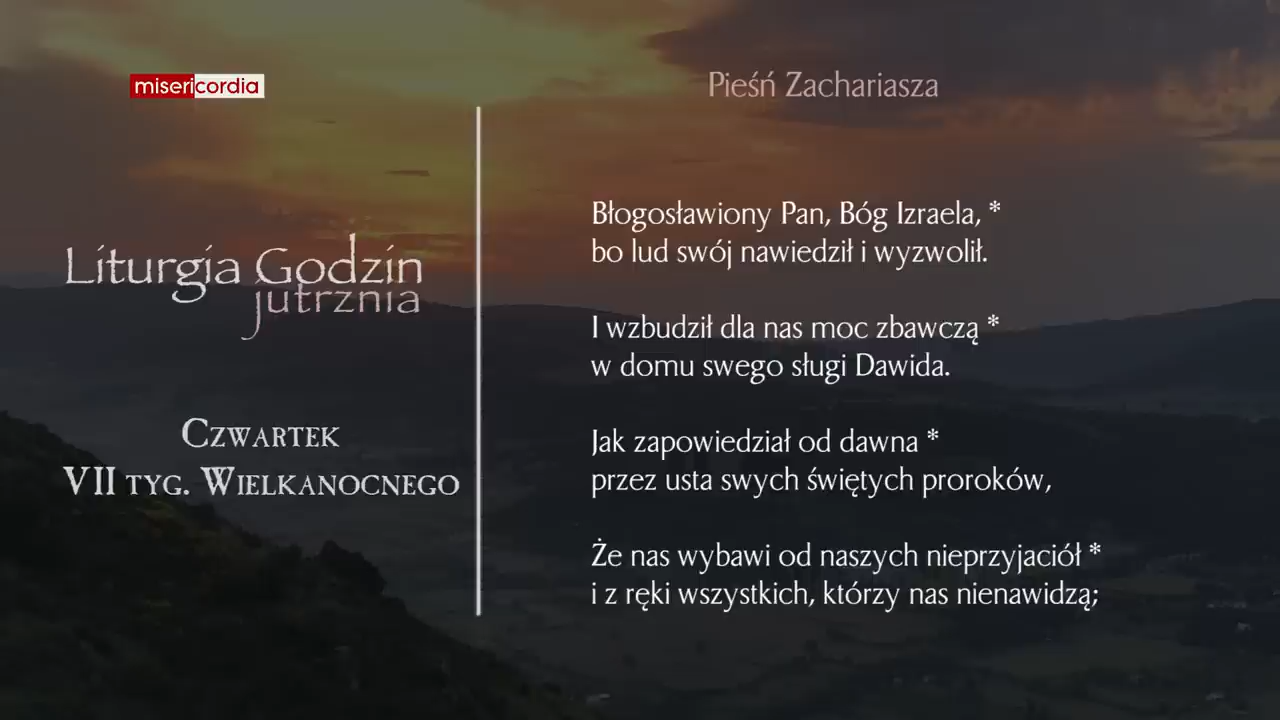 misericordia
Liturgia Godzin
jutrznia
Czwartek
VII tyg. Wielkanocnego
Pieśń Zachariasza
Błogosławiony Pan, Bóg Izraela, *
bo lud swój nawiedził i wyzwolił.
I wzbudził dla nas moc zbawczą *
w domu swego sługi Dawida.
Jak zapowiedział od dawna *
przez usta swych świętych proroków,
Że nas wybawi od naszych nieprzyjaciół *
i z ręki wszystkich, którzy nas nienawidzą;